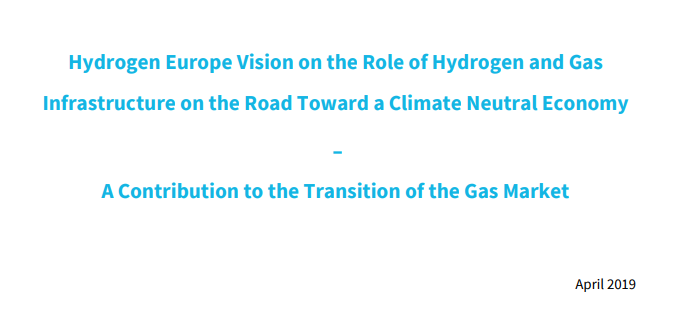 Hydrogen Europe Vision on the Role of Hydrogen and Gas
Infrastructure on the Road Toward a Climate Neutral Economy
–
A Contribution to the Transition of the Gas Market
April 2019